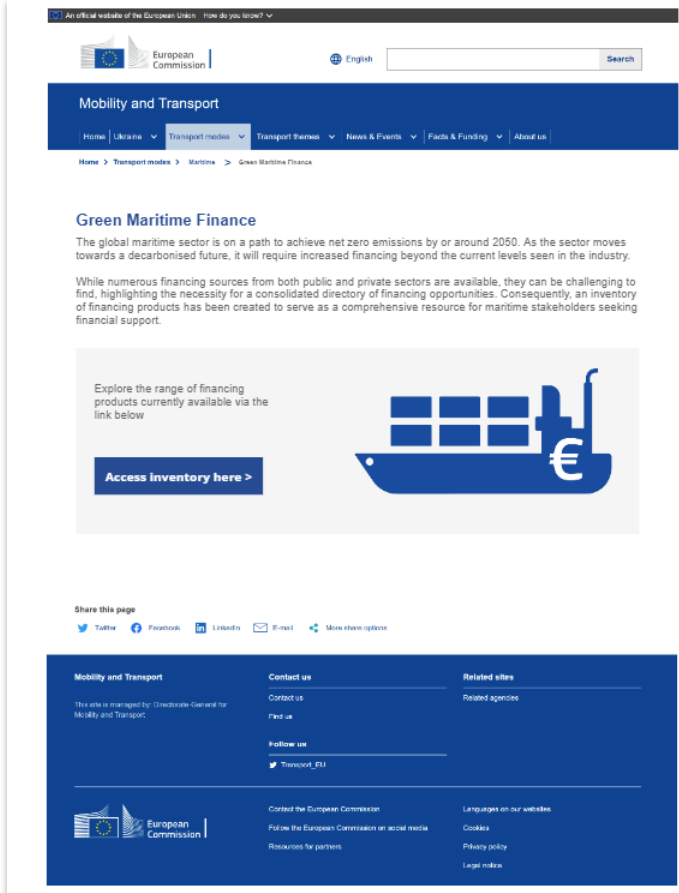 An official website of the European Union How do you know?
European
Commission
English
Search
Mobility and Transport
Home Ukraine Transport modes Transport themes News & Events Facts & Funding About us
Home > Transport modes > Maritime > Green Maritime Finance
Green Maritime Finance
The global maritime sector is on a path to achieve net zero emissions by or around 2050. As the sector moves
towards a decarbonised future, it will require increased financing beyond the current levels seen in the industry.
While numerous financing sources from both public and private sectors are available, they can be challenging to
find, highlighting the necessity for a consolidated directory of financing opportunities. Consequently, an inventory
of financing products has been created to serve as a comprehensive resource for maritime stakeholders seeking
financial support.
Explore the range of financing
products currently available via the
link below
Access inventory here >
€
Share this page
Twitter Facebook LinkedIn E-mail More share options
Mobility and Transport
Contact us
Related sites
This site is managed by: Directorate-General for
Mobility and Transport
Contact us
Find us
Related agencies
Follow us
Transport_EU
European
Commission
Contact the European Commission
Follow the European Commission on social media
Resources for partners
Languages on our websites
Cookies
Privacy policy
Legal notice